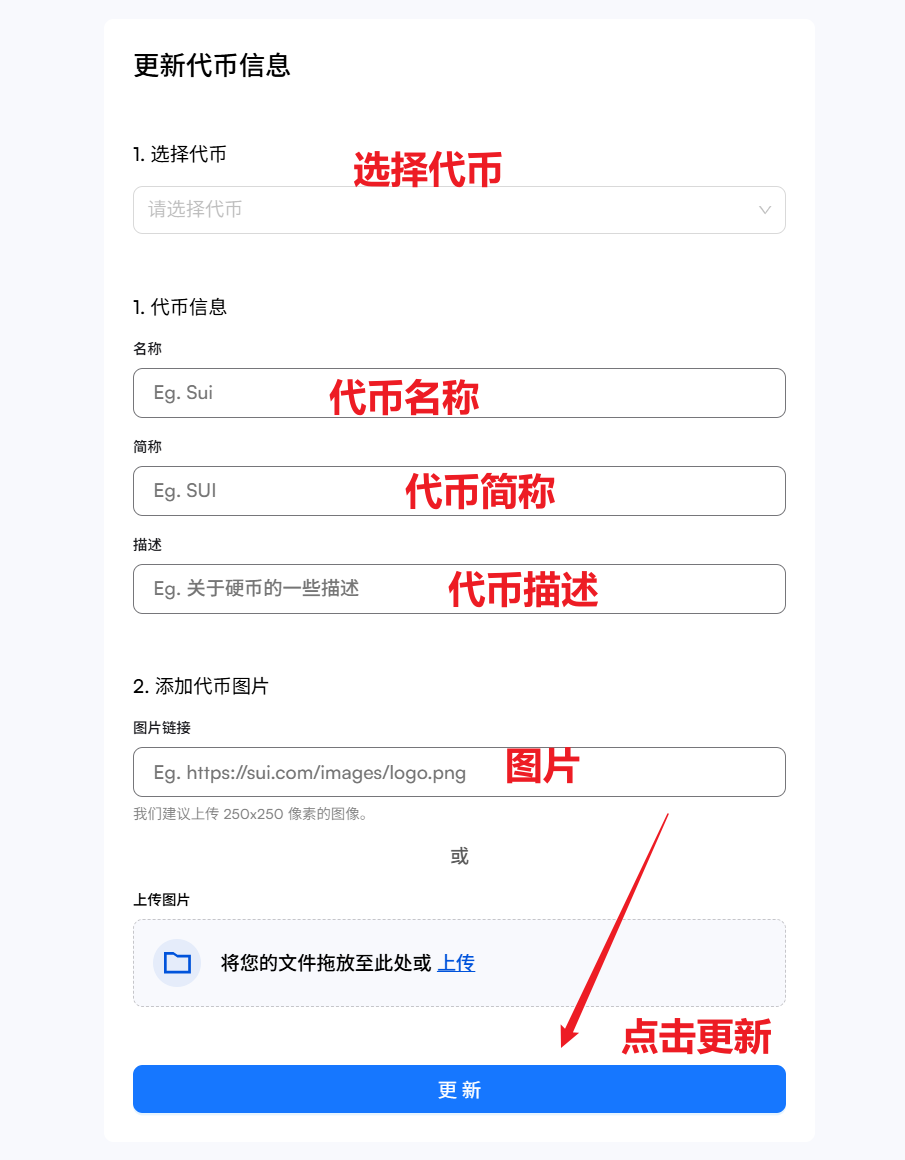 更新代币信息
1. 选择代币
选择代币
请选择代币
1. 代币信息
名称
Eg. Sui
代币名称
简称
Eg. SUI
代币简称
描述
Eg. 关于硬币的一些描述
代币描述
2. 添加代币图片
图片链接
Eg. https://sui.com/images/logo.png
图片
我们建议上传 250x250 像素的图像。
或
上传图片
将您的文件拖放至此处或 上传
点击更新
更 新